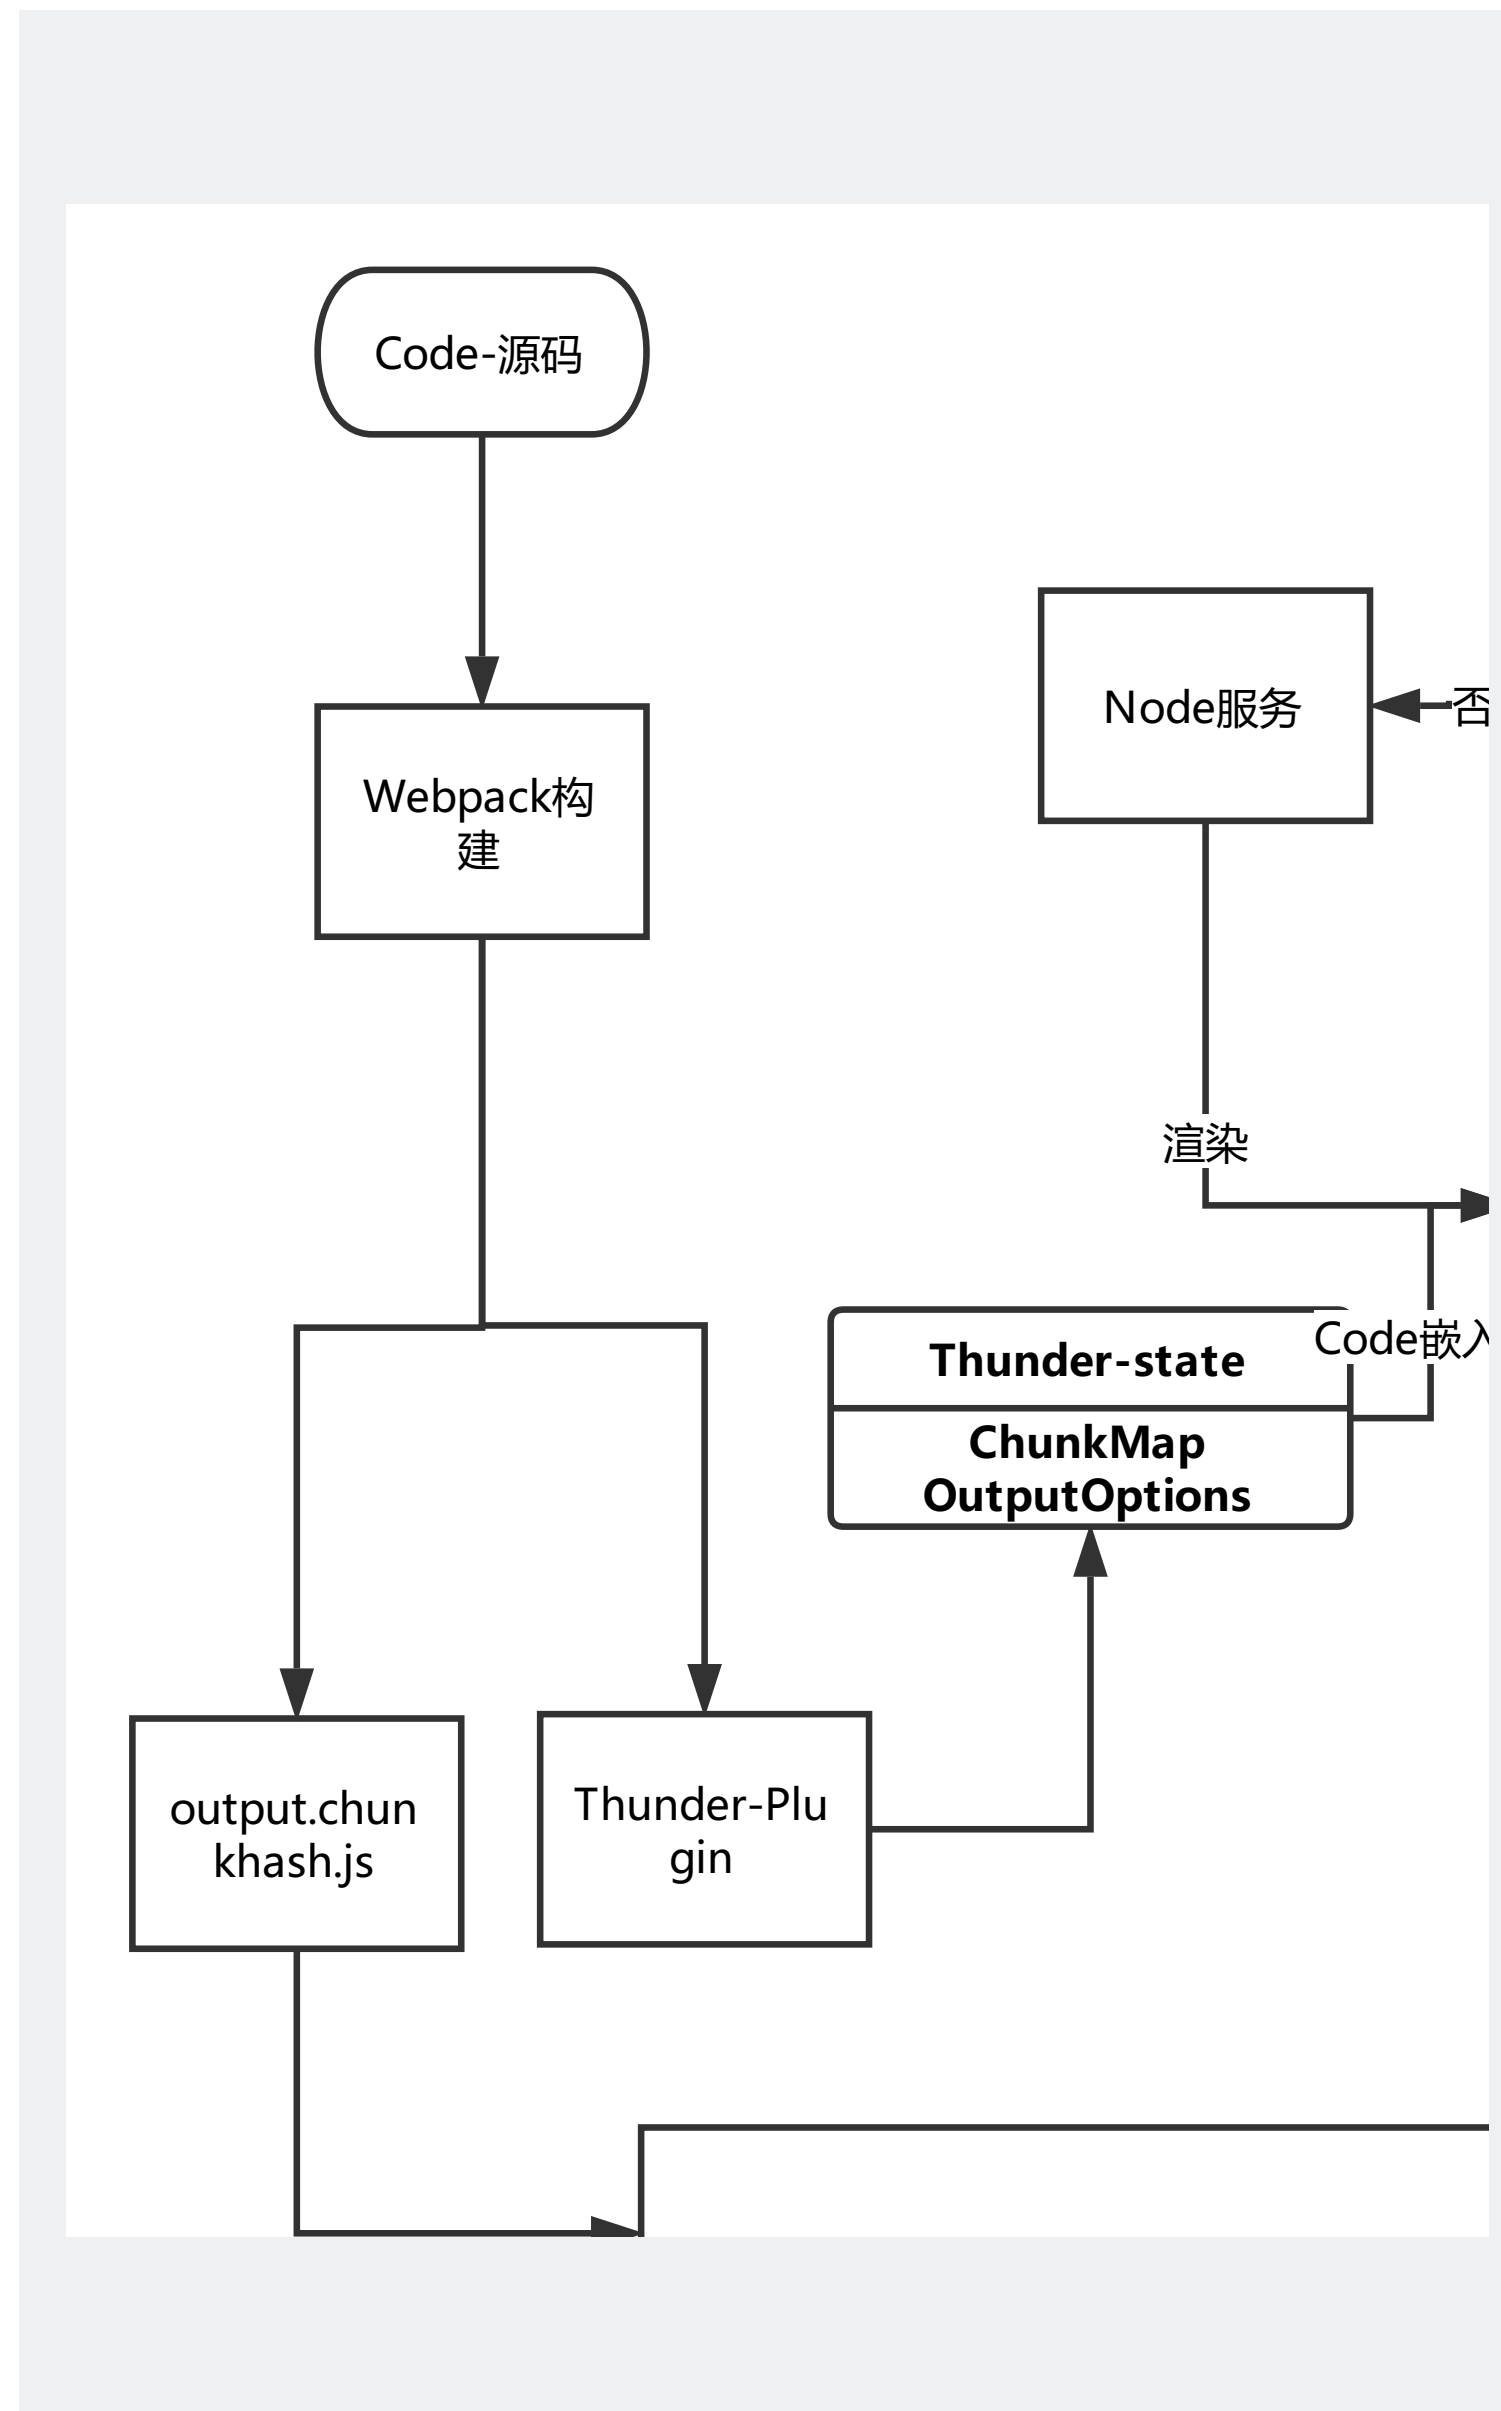 Code-源码
Node服务
否
Webpack构
建
渲染
Code嵌入
Thunder-state
ChunkMap
OutputOptions
output.chun
khash.js
Thunder-Plu
gin